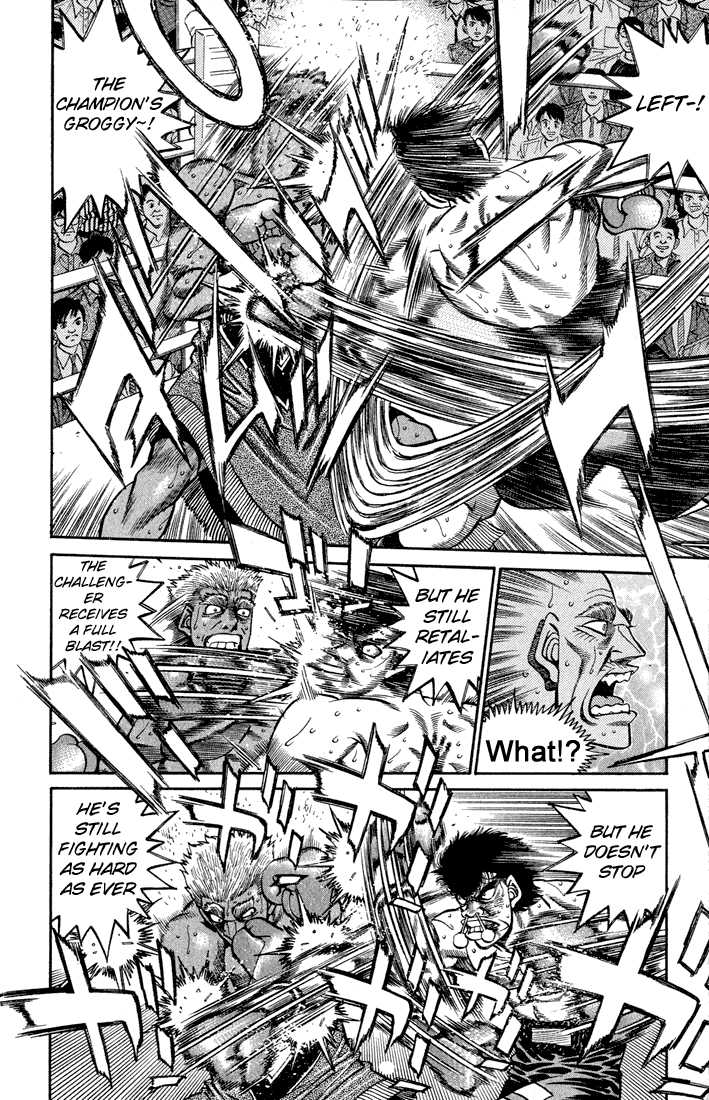 LEFT-!
THE
CHAMPION'S
GROGGY~!
What!?
BUT HE
STILL
RETAL-
IATES
THE
CHALLENG-
ER
RECEIVES
A FULL
BLAST!!
BUT HE
DOESN'T
STOP
HE'S
STILL
FIGHTING
AS HARD
AS EVER